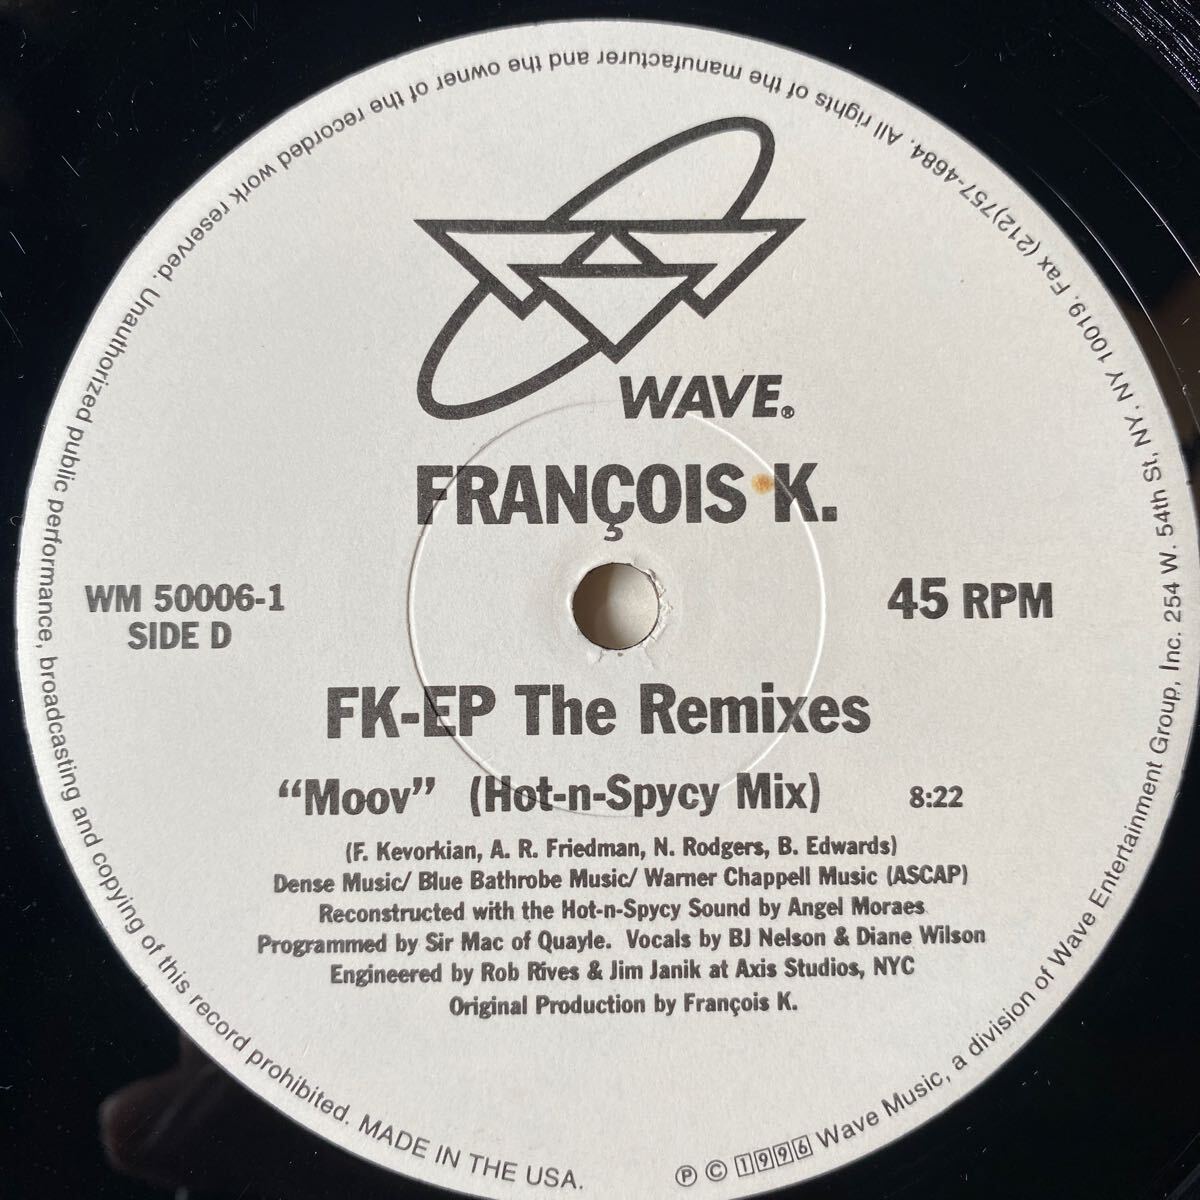 WAVE®
FRANÇOIS K.
WM 50006-1
SIDE D
45 RPM
FK-EP The Remixes
“Moov” (Hot-n-Spycy Mix) 8:22
(F. Kevorkian, A. R. Friedman, N. Rodgers, B. Edwards)
Dense Music/ Blue Bathrobe Music/ Warner Chappell Music (ASCAP)
Reconstructed with the Hot-n-Spycy Sound by Angel Moraes
Programmed by Sir Mac of Quayle. Vocals by BJ Nelson & Diane Wilson
Engineered by Rob Rives & Jim Janik at Axis Studios, NYC
Original Production by François K.
℗ © 1996 Wave Music, a division of Wave Entertainment Group, Inc. 254 W. 54th St, NY, NY 10019. Fax (212)757-4684. All rights of the manufacturer and the owner of the recorded work reserved. Unauthorized public performance, broadcasting and copying of this record prohibited. MADE IN THE USA.